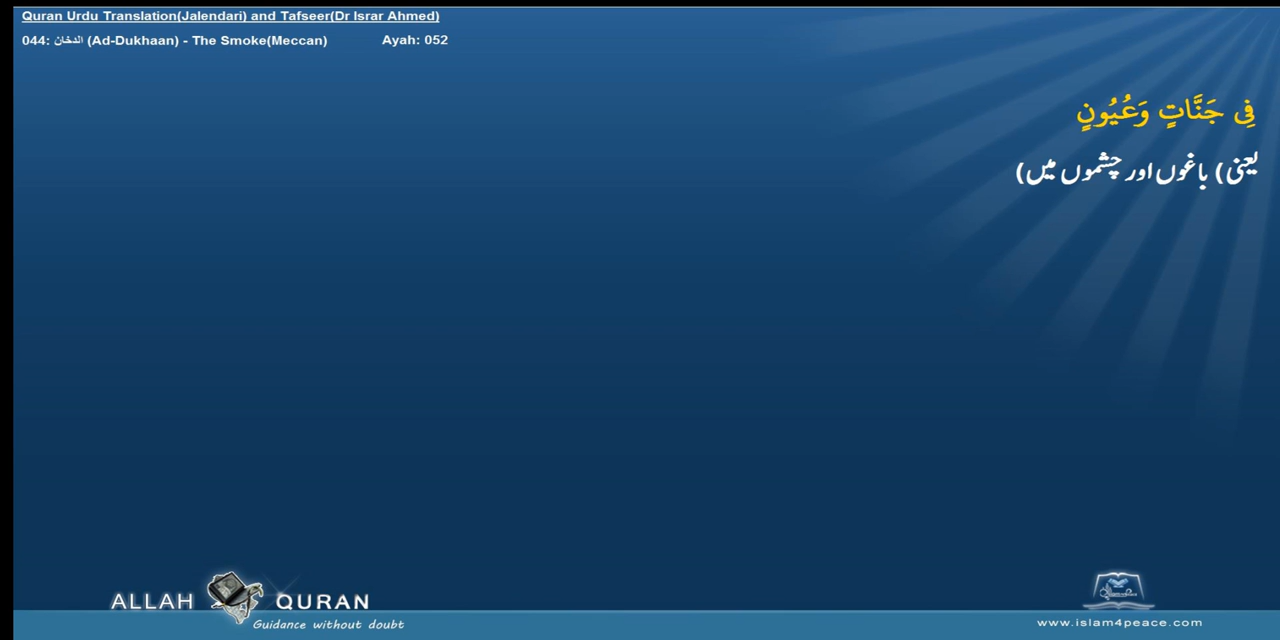 Quran Urdu Translation(Jalendari) and Tafseer(Dr Israr Ahmed)
044: الدخان (Ad-Dukhaan) - The Smoke(Meccan) Ayah: 052
فِي جَنَّاتٍ وَعُيُونٍ
یعنی) باغوں اور چشموں میں)
ALLAH QURAN
Guidance without doubt
www.islam4peace.com